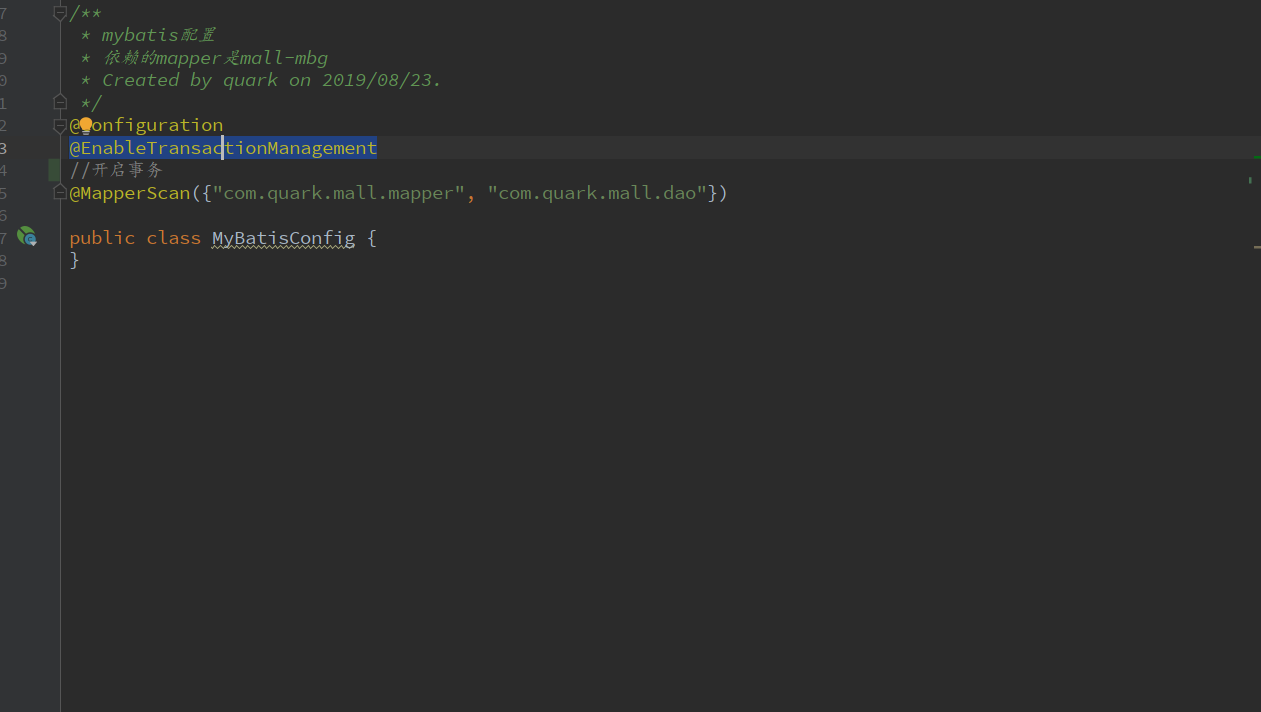 7 /**
8 * mybatis配置
9 * 依赖的mapper是mall-mbg
0 * Created by quark on 2019/08/23.
1 */
2 @onfiguration
3 @EnableTransactionManagement
4 //开启事务
5 @MapperScan({"com.quark.mall.mapper", "com.quark.mall.dao"})
6
7 public class MyBatisConfig {
8 }
9